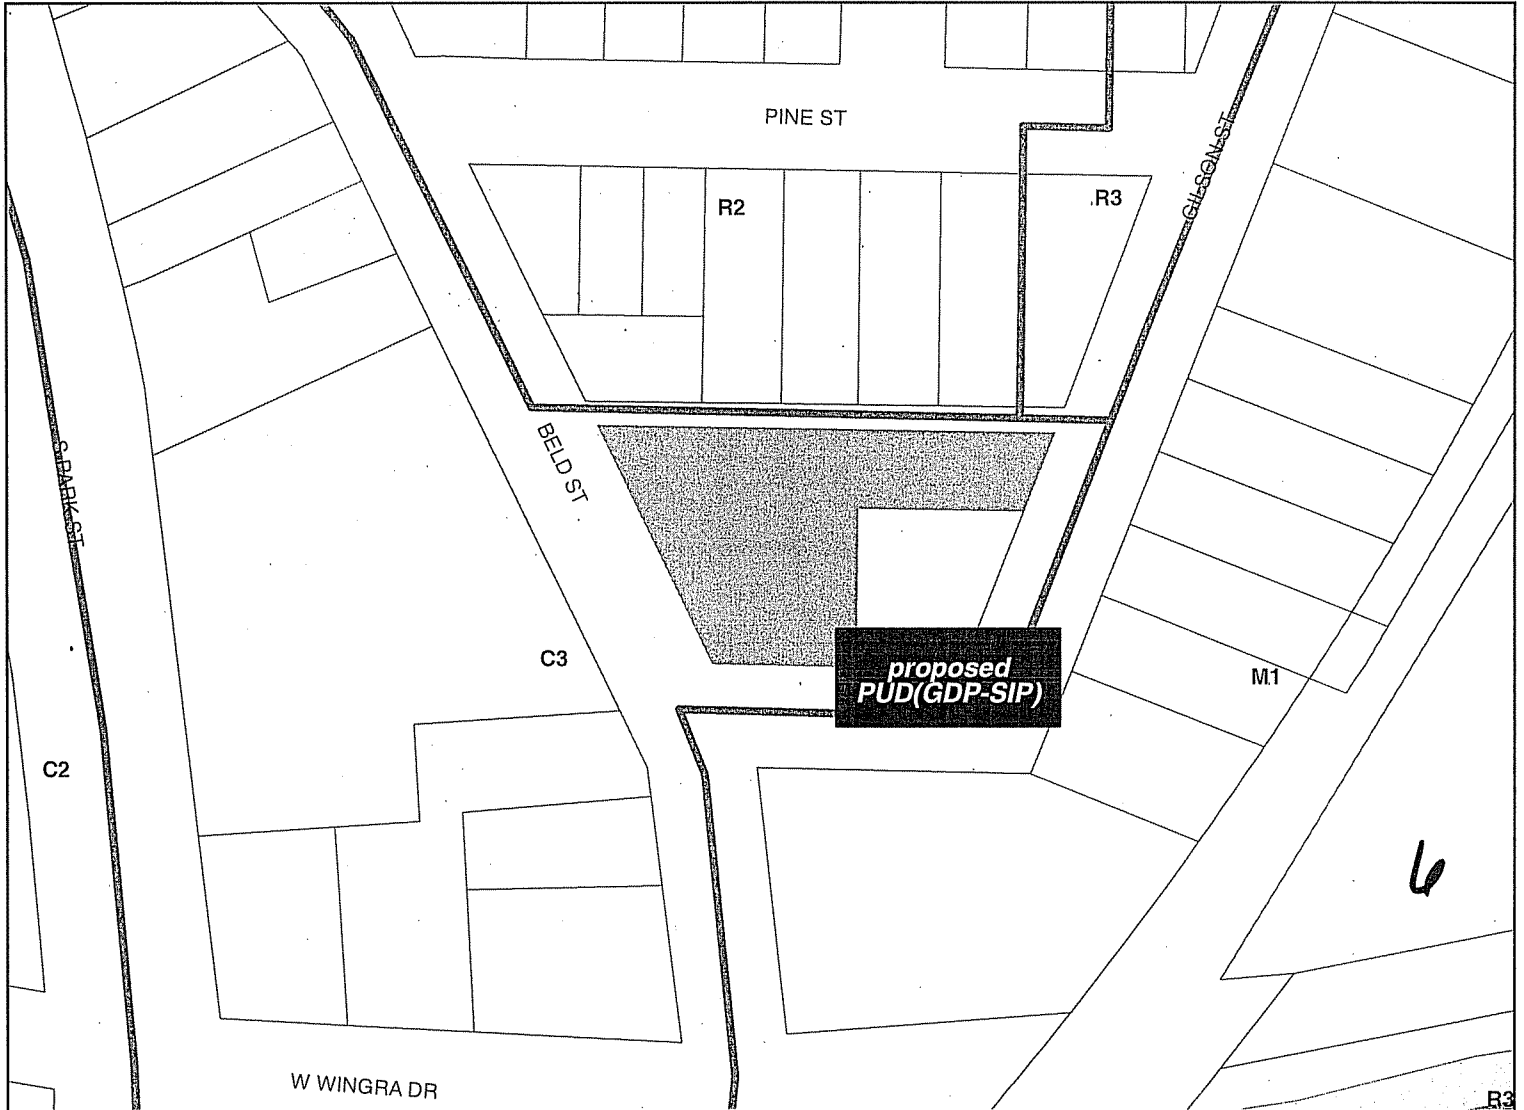 PINE ST
R2
R3
GILSON ST
BELD ST
S PARK ST
C3
proposed
PUD(GDP-SIP)
M1
C2
6
W WINGRA DR
R3